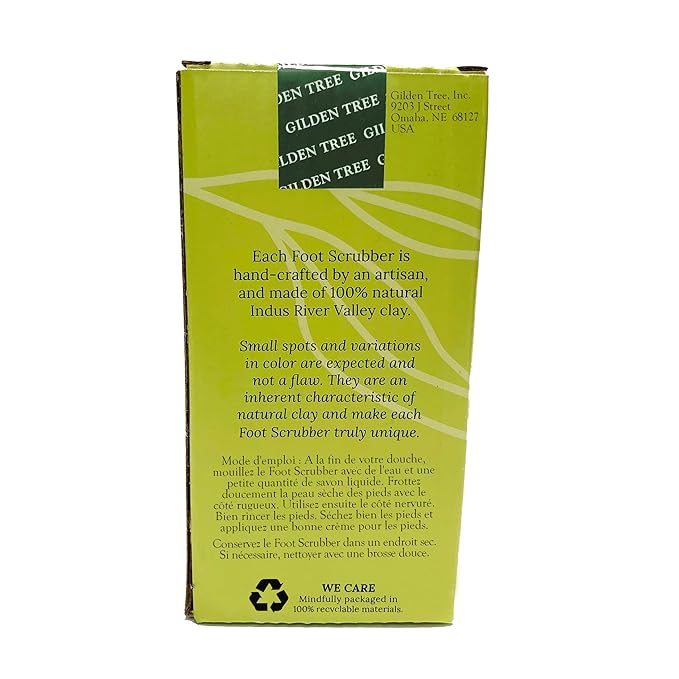 DEN TREE GILD
GILDEN TREE
LDEN TREE GIL
GILDEN TREE G
Gilden Tree, Inc.
9203 J Street
Omaha, NE 68127
USA
Each Foot Scrubber is
hand-crafted by an artisan,
and made of 100% natural
Indus River Valley clay.
Small spots and variations
in color are expected and
not a flaw. They are an
inherent characteristic of
natural clay and make each
Foot Scrubber truly unique.
Mode d'emploi : A la fin de votre douche,
mouillez le Foot Scrubber avec de l'eau et une
petite quantité de savon liquide. Frottez
doucement la peau sèche des pieds avec le
côté rugueux. Utilisez ensuite le côté nervuré.
Bien rincer les pieds. Séchez bien les pieds et
appliquez une bonne crème pour les pieds.
Conservez le Foot Scrubber dans un endroit sec.
Si nécessaire, nettoyer avec une brosse douce.
WE CARE
Mindfully packaged in
100% recyclable materials.